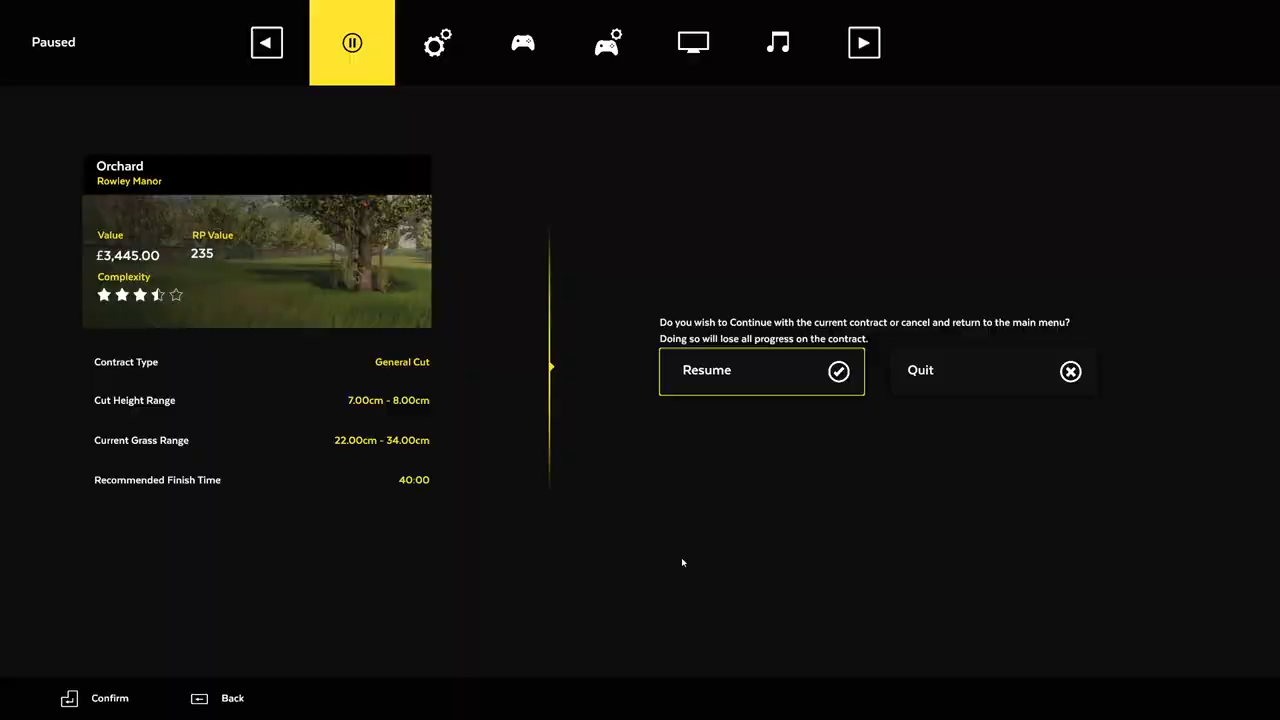 Paused
Orchard
Rowley Manor
Value
RP Value
£3,445.00
235
Complexity
Contract Type
General Cut
Cut Height Range
7.00cm - 8.00cm
Current Grass Range
22.00cm - 34.00cm
Recommended Finish Time
40:00
Do you wish to Continue with the current contract or cancel and return to the main menu?
Doing so will lose all progress on the contract.
Resume
Quit
Confirm
Back